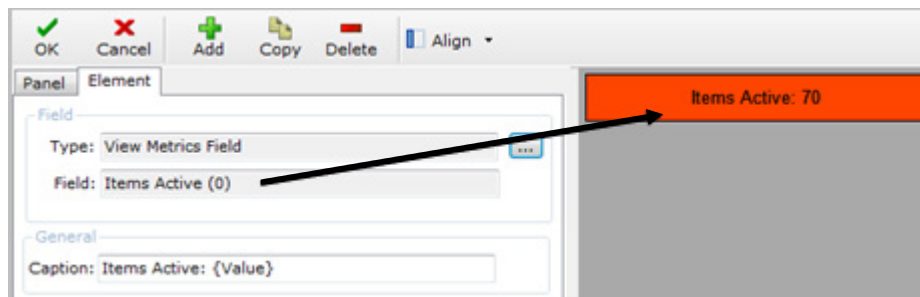 OK Cancel Add Copy Delete Align
Panel Element
Field
Type: View Metrics Field ...
Field: Items Active (0)
General
Caption: Items Active: {Value}
Items Active: 70